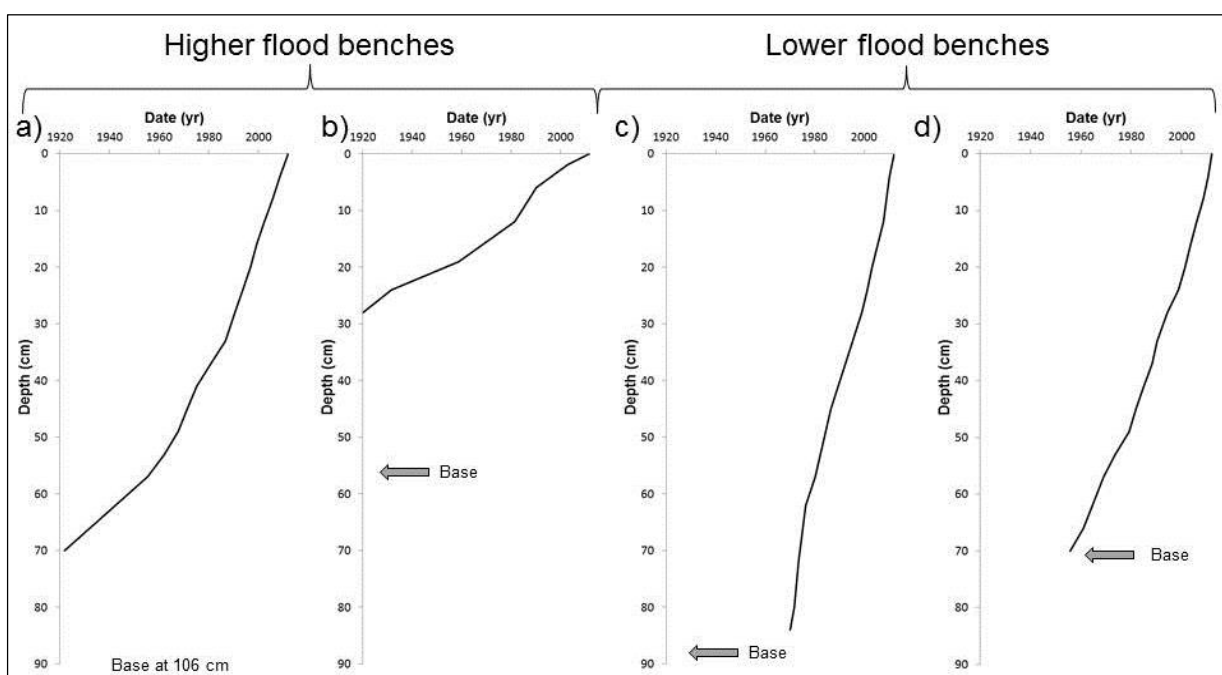 Higher flood benches
Lower flood benches
a)
Date (yr)
1920 1940 1960 1980 2000
0
10
20
30
40
50
60
70
80
90
Depth (cm)
Base at 106 cm
b)
Date (yr)
1920 1940 1960 1980 2000
0
10
20
30
40
50
60
70
80
90
Depth (cm)
Base
c)
Date (yr)
1920 1940 1960 1980 2000
0
10
20
30
40
50
60
70
80
90
Depth (cm)
Base
d)
Date (yr)
1920 1940 1960 1980 2000
0
10
20
30
40
50
60
70
80
90
Depth (cm)
Base